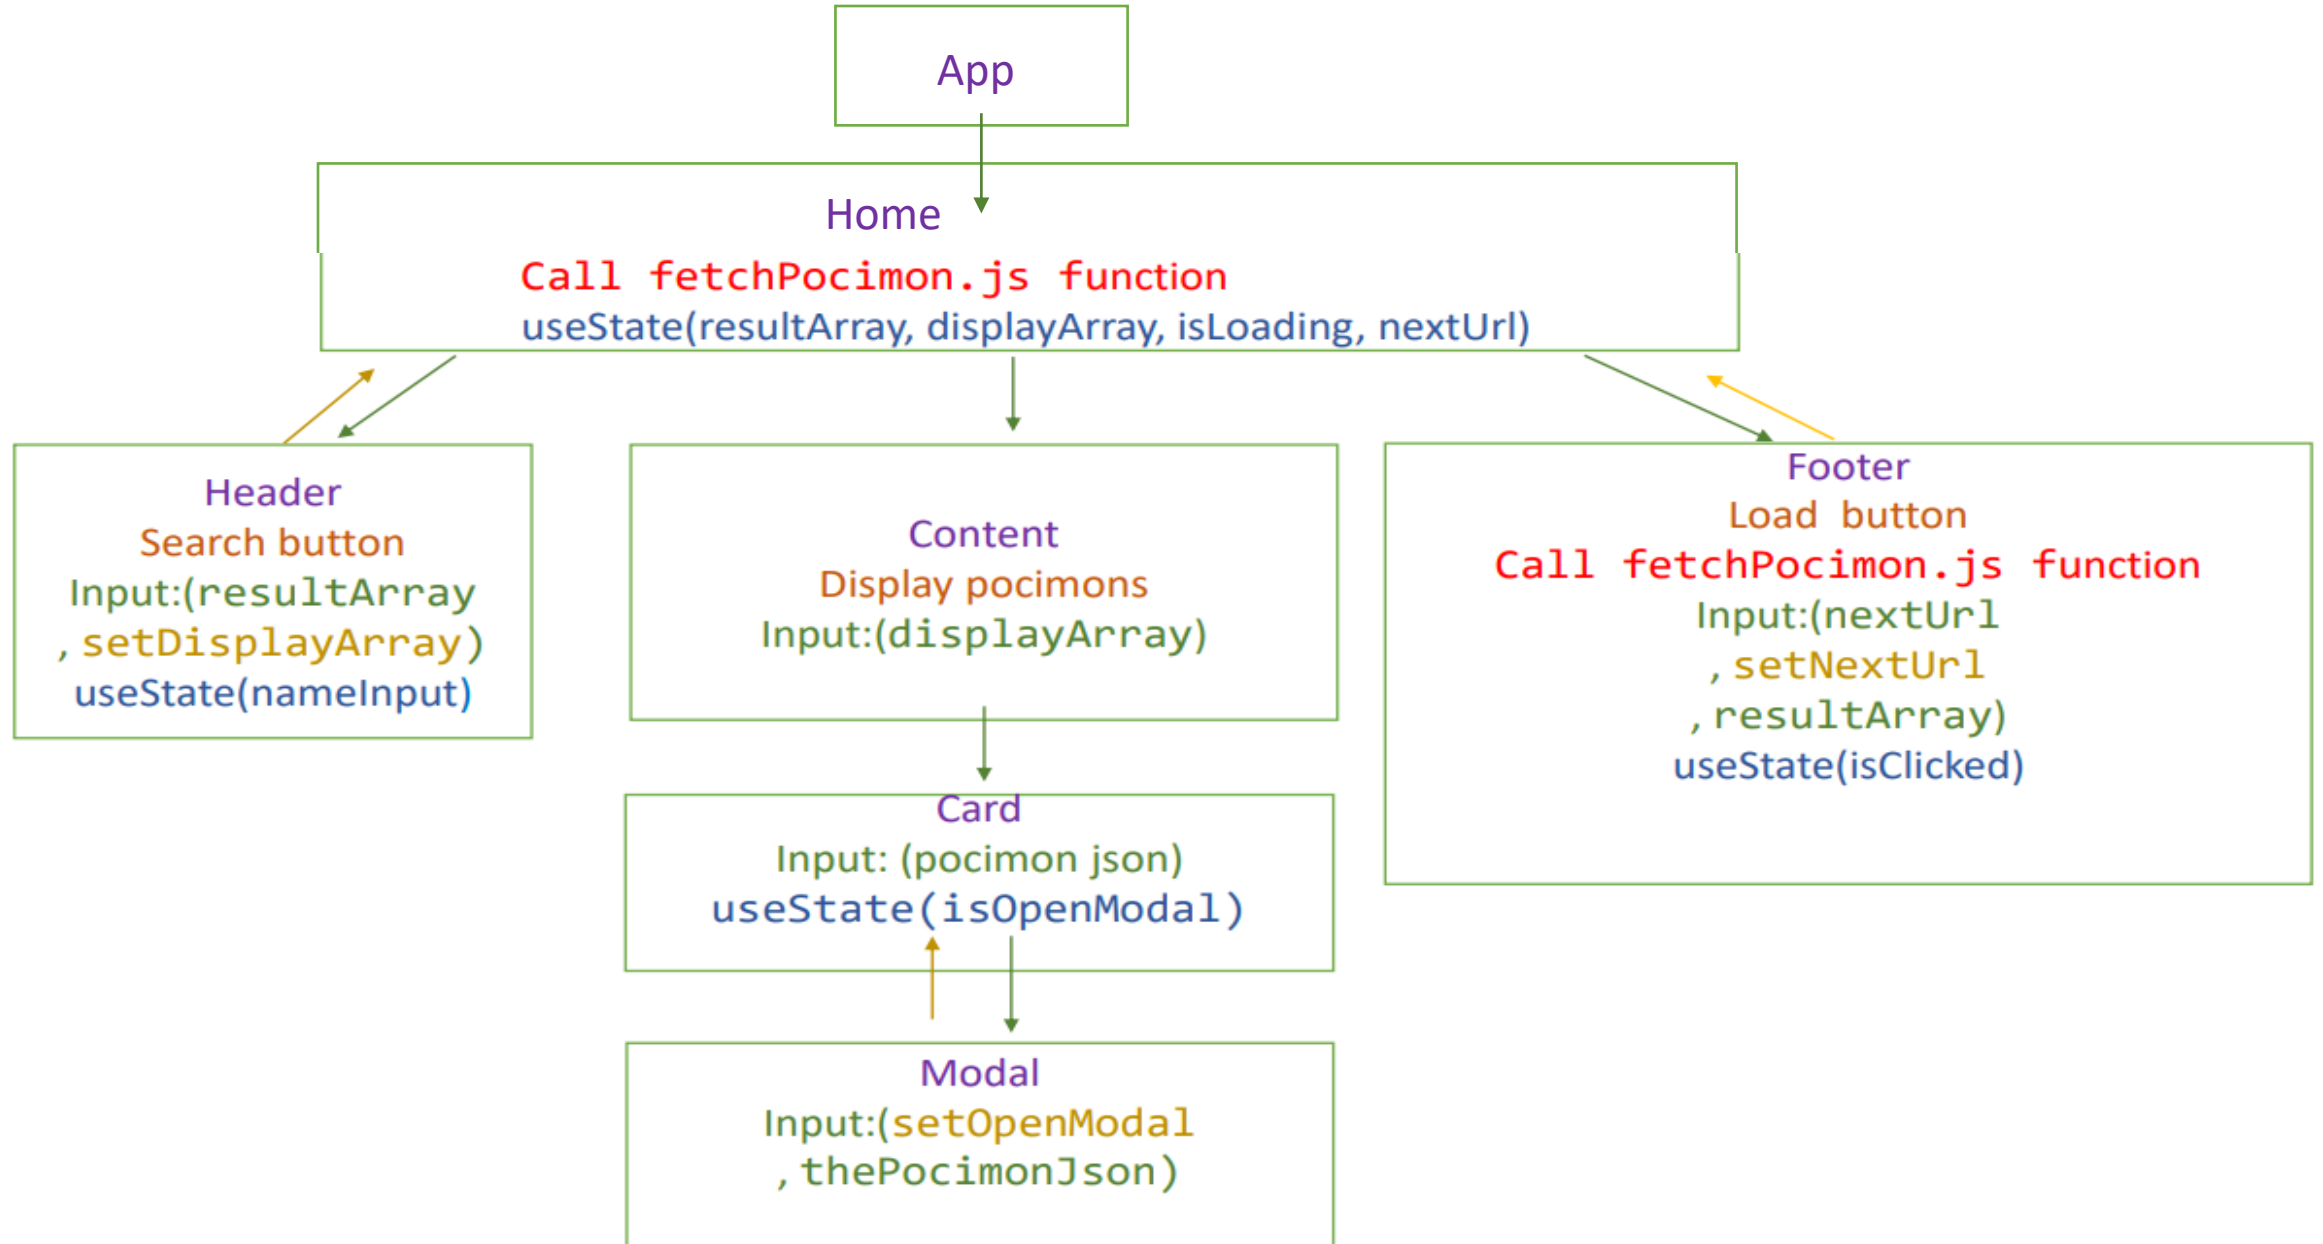 App
Home
Call fetchPocimon.js function
useState(resultArray, displayArray, isLoading, nextUrl)
Header
Search button
Input:(resultArray
, setDisplayArray)
useState(nameInput)
Content
Display pocimons
Input:(displayArray)
Footer
Load button
Call fetchPocimon.js function
Input:(nextUrl
, setNextUrl
, resultArray)
useState(isClicked)
Card
Input: (pocimon json)
useState(isOpenModal)
Modal
Input:(setOpenModal
, thePocimonJson)